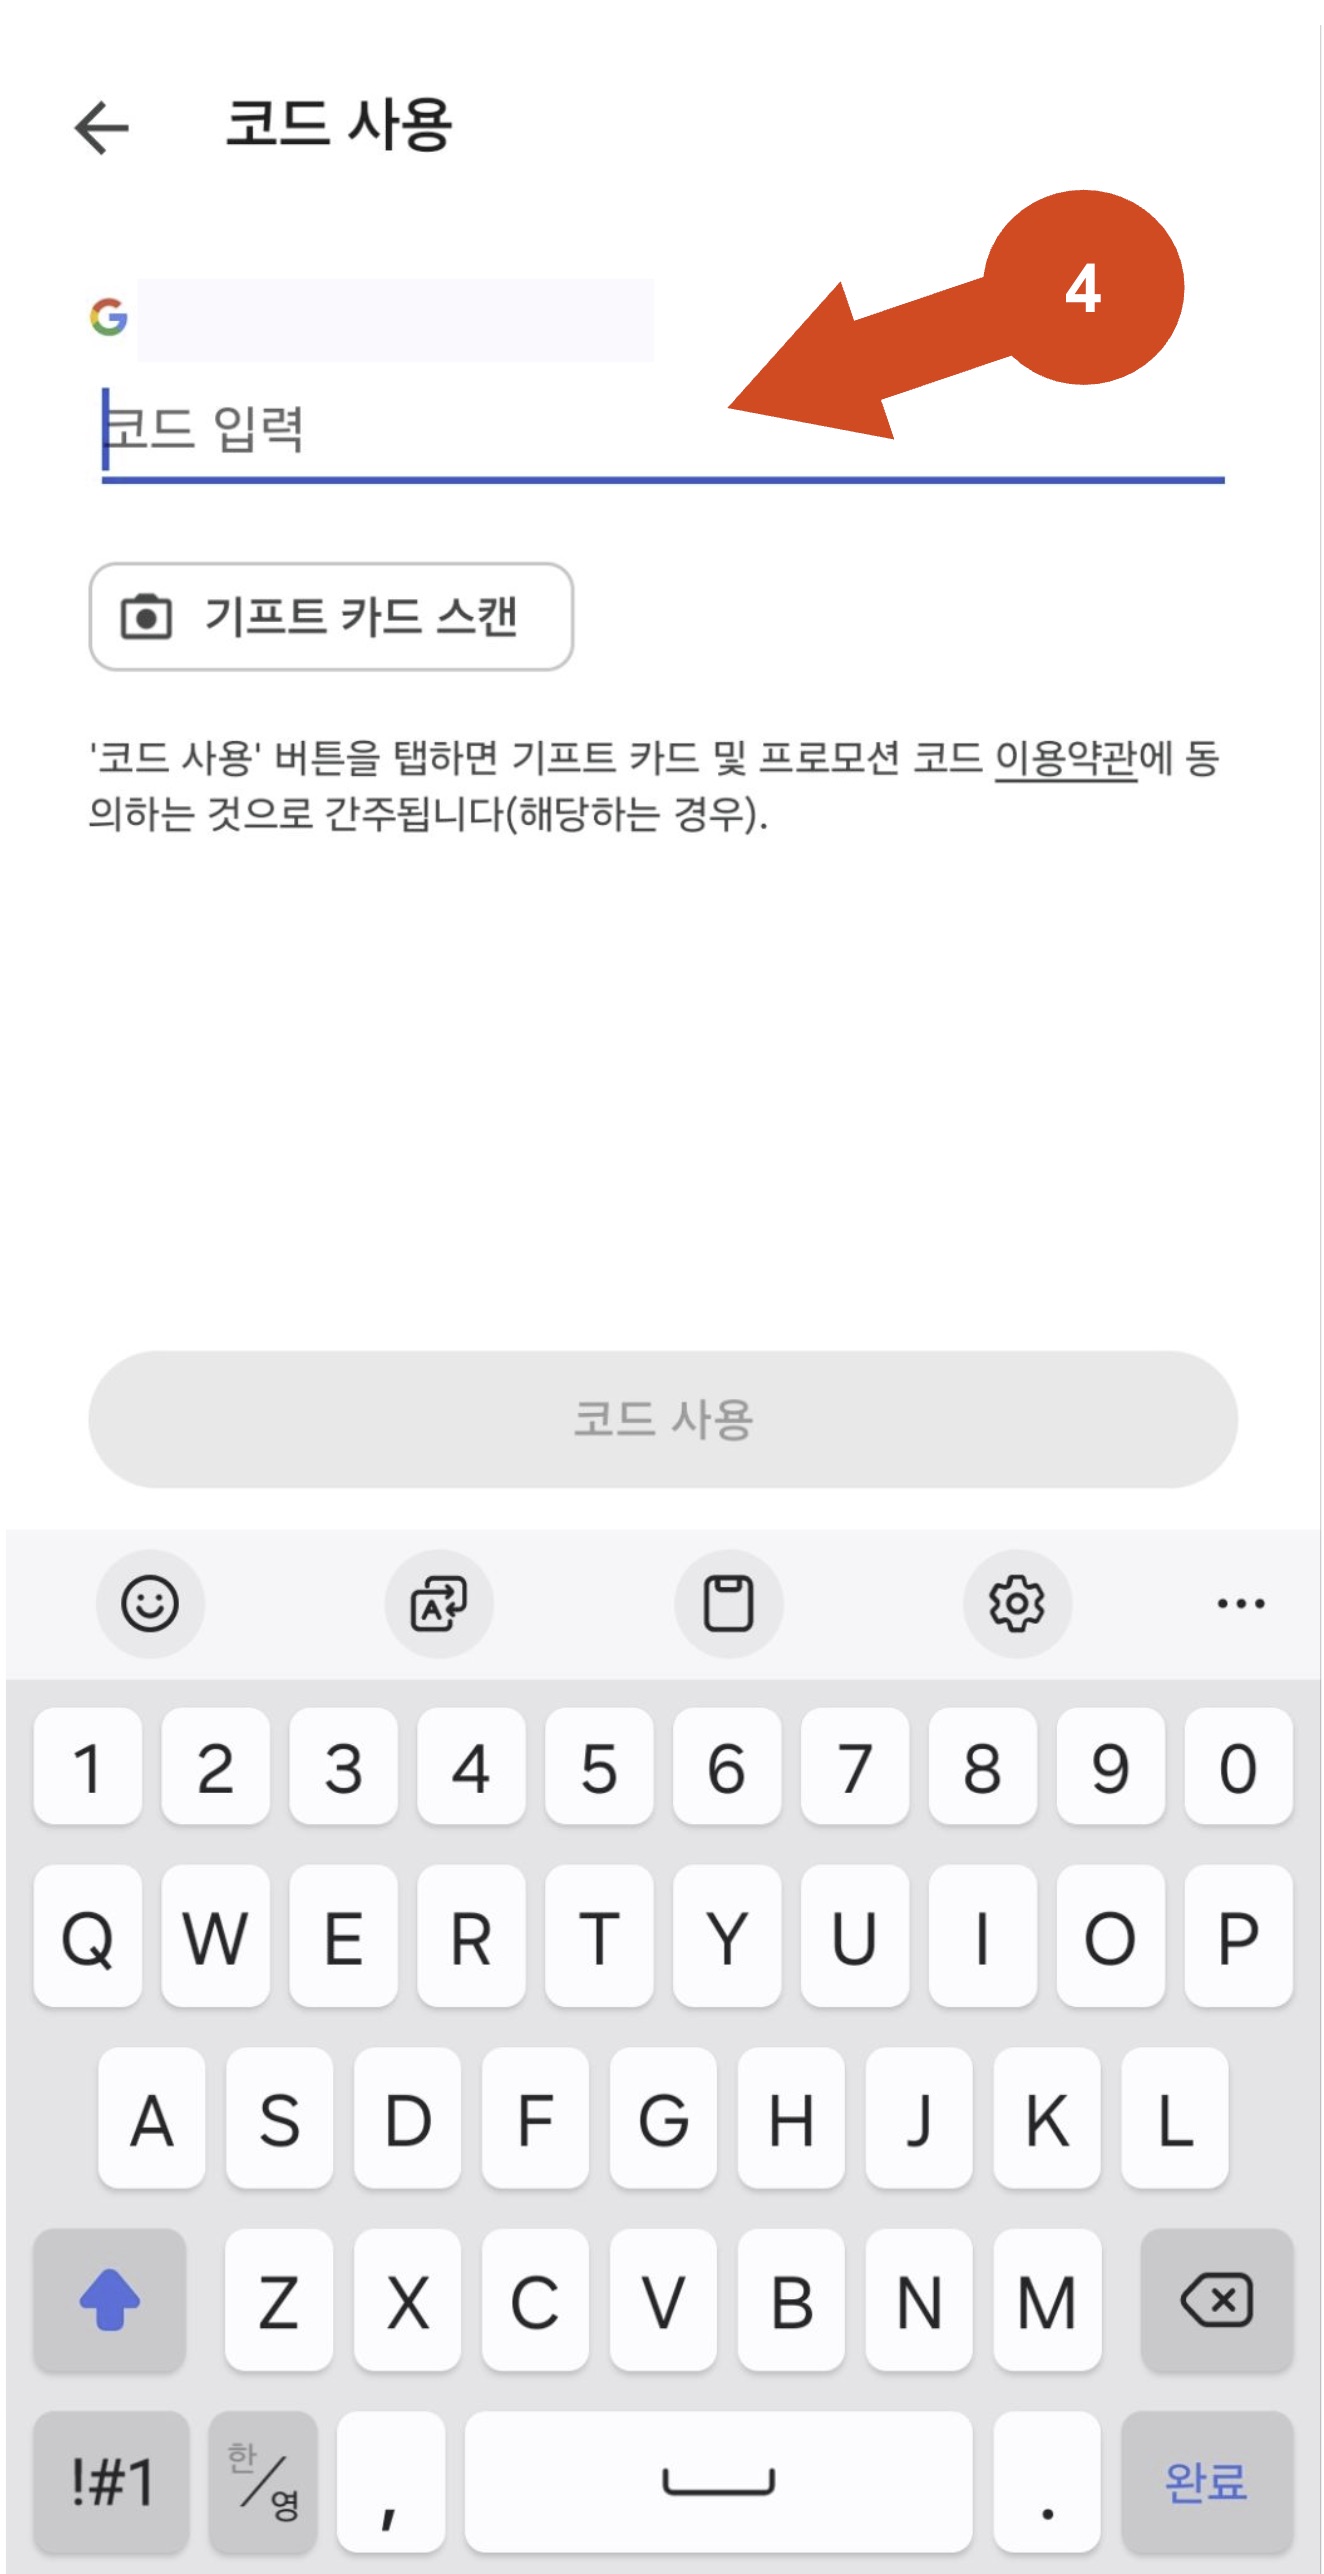 코드 사용
4
G
코드 입력
기프트 카드 스캔
'코드 사용' 버튼을 탭하면 기프트 카드 및 프로모션 코드 이용약관에 동
의하는 것으로 간주됩니다(해당하는 경우).
코드 사용
1 2 3 4 5 6 7 8 9 0
Q W E R T Y U I O P
A S D F G H J K L
Z X C V B N M
!#1 한/영 , . 완료